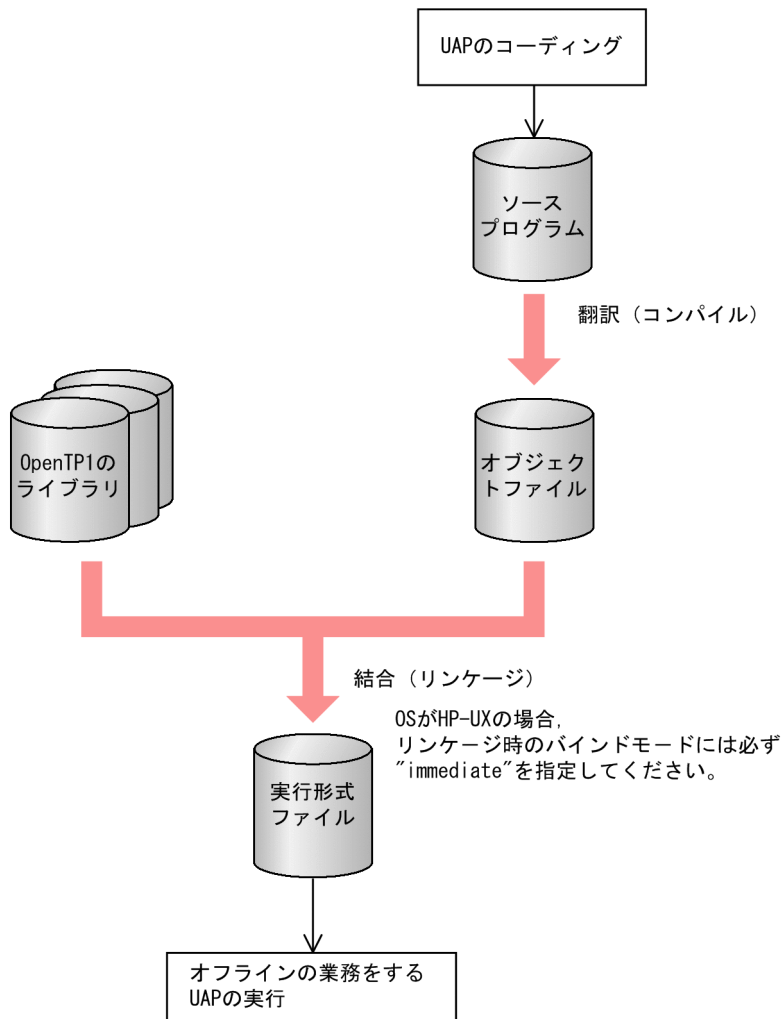 UAPのコーディング
ソース
プログラム
翻訳（コンパイル）
OpenTP1の
ライブラリ
オブジェク
トファイル
結合（リンケージ）
OSがHP-UXの場合,
リンケージ時のバインドモードには必ず
"immediate"を指定してください。
実行形式
ファイル
オフラインの業務をする
UAPの実行